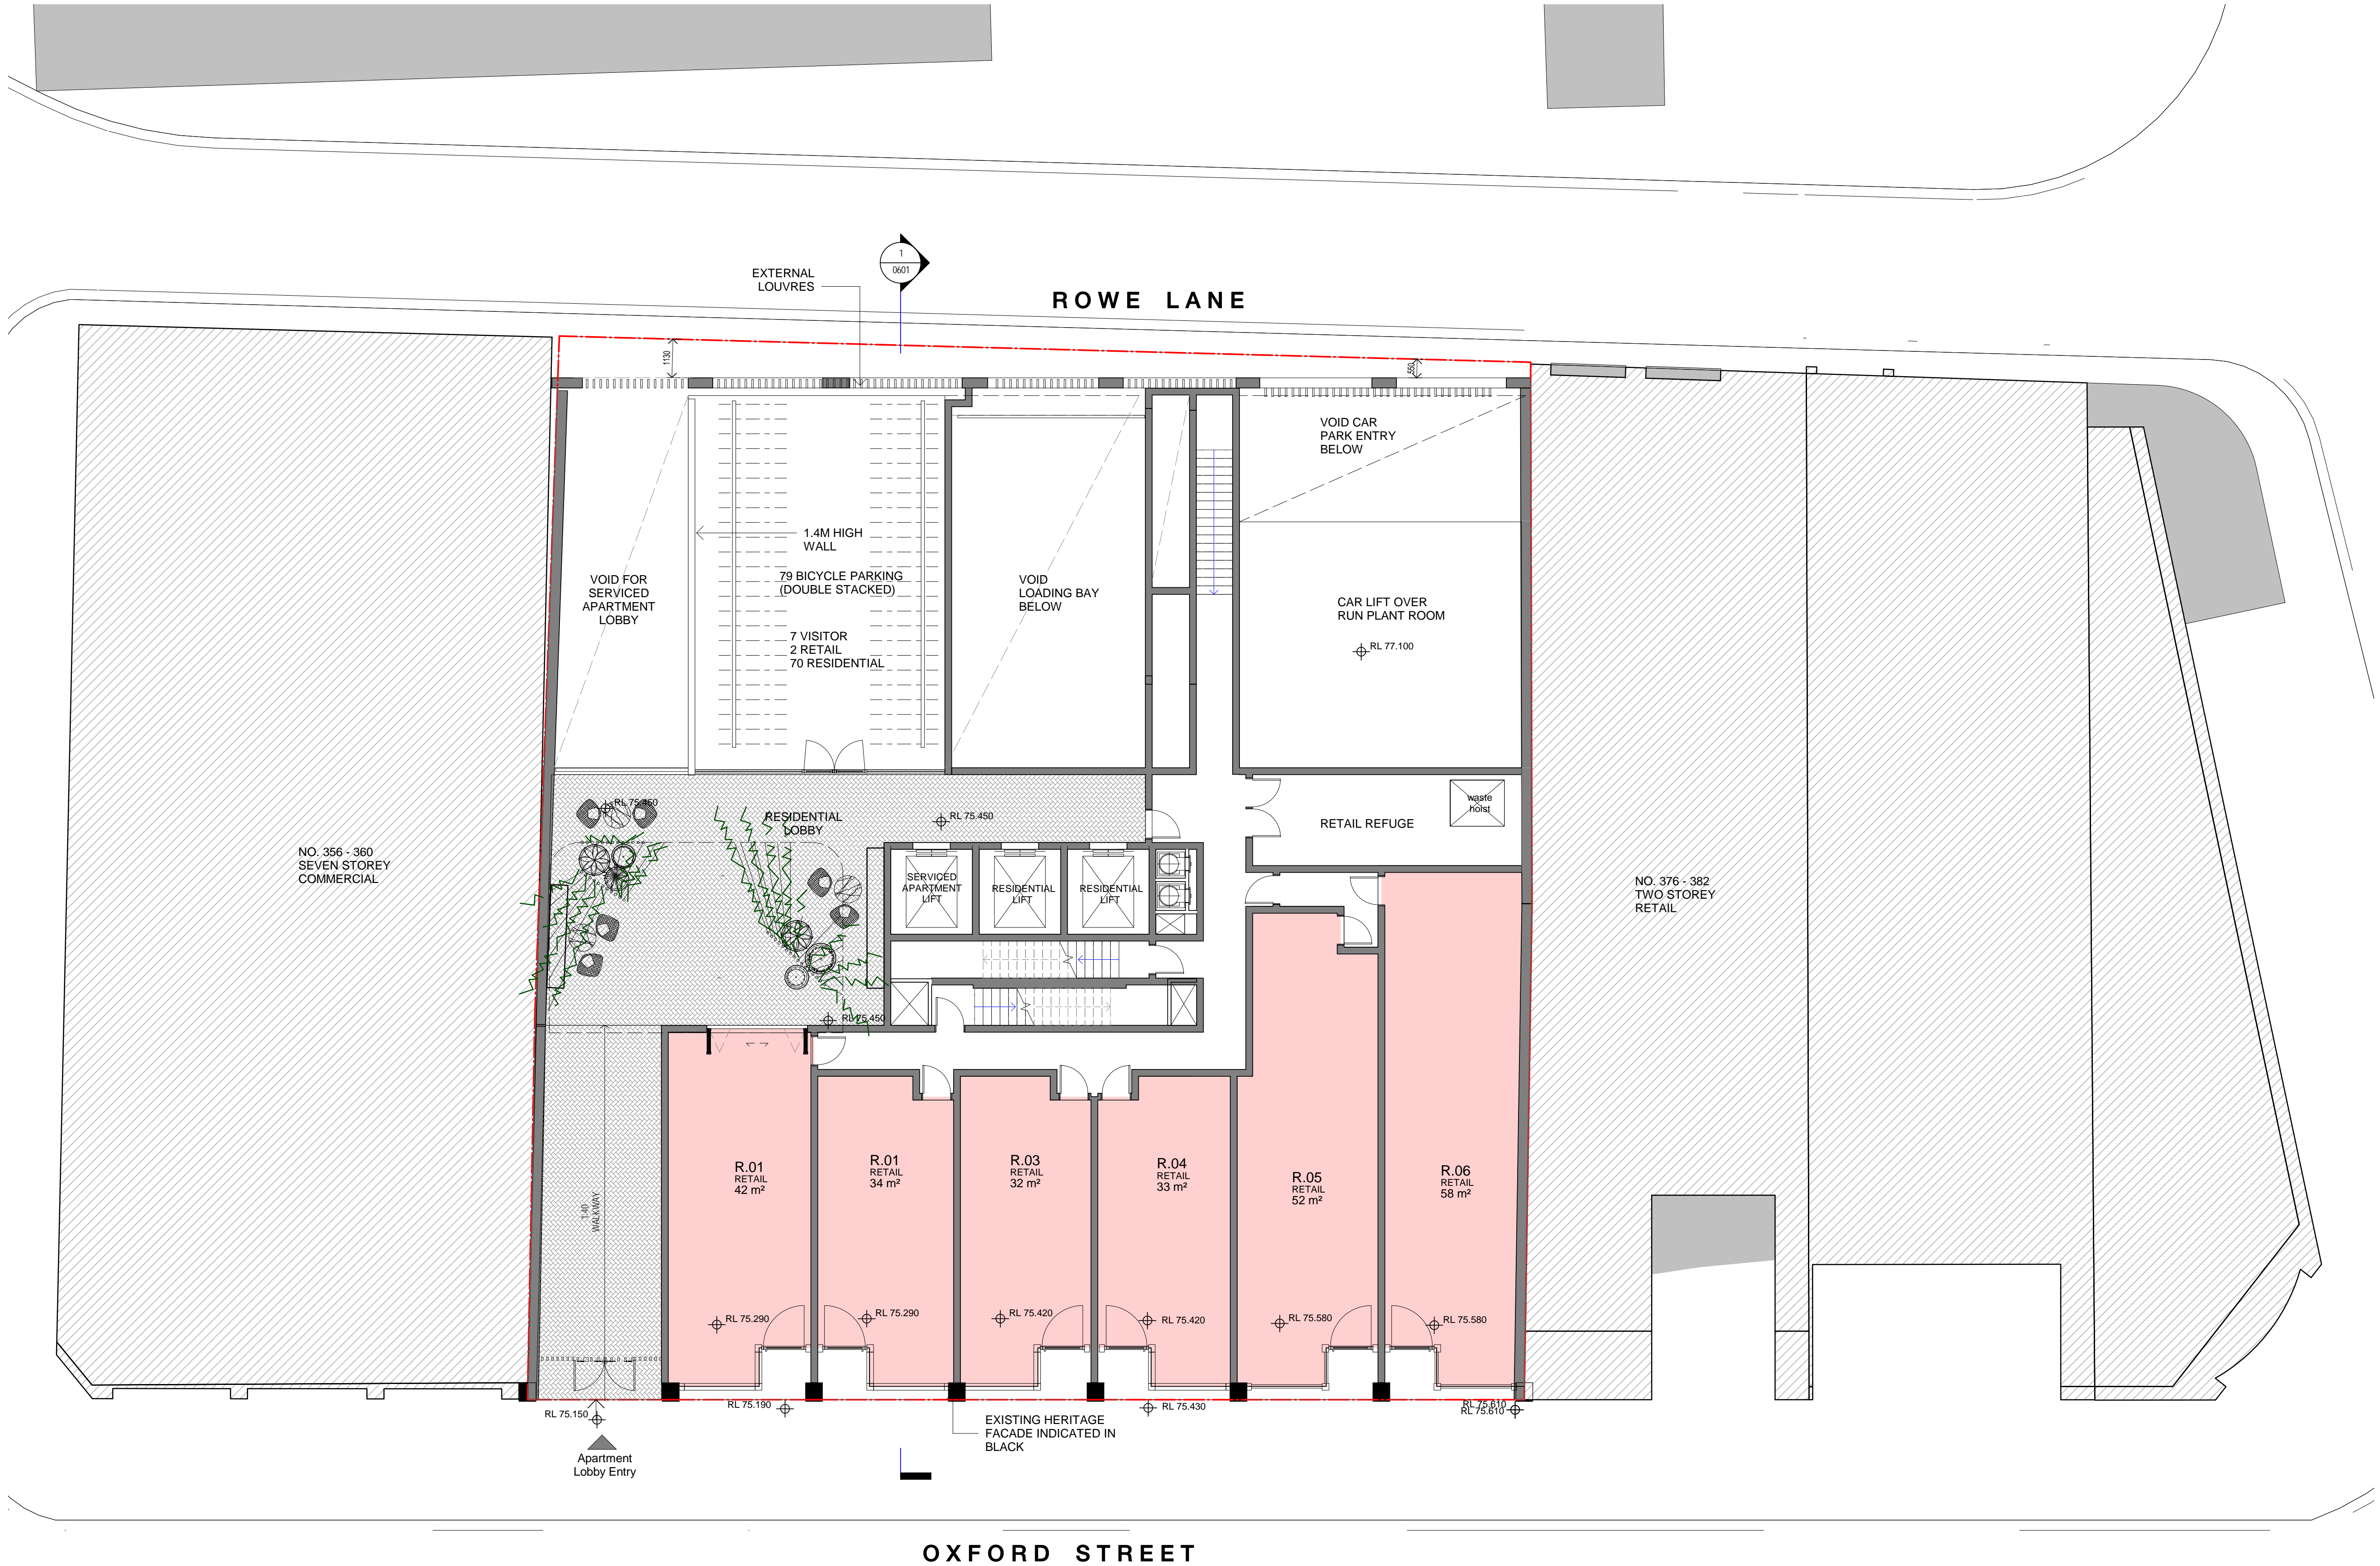 1
0601
EXTERNAL
LOUVRES
ROWE LANE
1130
550
VOID CAR
PARK ENTRY
BELOW
1.4M HIGH
WALL
79 BICYCLE PARKING
(DOUBLE STACKED)
7 VISITOR
2 RETAIL
70 RESIDENTIAL
VOID FOR
SERVICED
APARTMENT
LOBBY
VOID
LOADING BAY
BELOW
CAR LIFT OVER
RUN PLANT ROOM
RL 77.100
RL 75.450
RESIDENTIAL
LOBBY
RL 75.450
waste
hoist
RETAIL REFUGE
NO. 356 - 360
SEVEN STOREY
COMMERCIAL
SERVICED
APARTMENT
LIFT
RESIDENTIAL
LIFT
RESIDENTIAL
LIFT
NO. 376 - 382
TWO STOREY
RETAIL
RL 75.450
R.01
RETAIL
42 m²
R.01
RETAIL
34 m²
R.03
RETAIL
32 m²
R.04
RETAIL
33 m²
R.05
RETAIL
52 m²
R.06
RETAIL
58 m²
1:40
WALKWAY
RL 75.290
RL 75.290
RL 75.420
RL 75.420
RL 75.580
RL 75.580
RL 75.150
RL 75.190
RL 75.430
RL 75.610
RL 75.610
EXISTING HERITAGE
FACADE INDICATED IN
BLACK
Apartment
Lobby Entry
OXFORD STREET